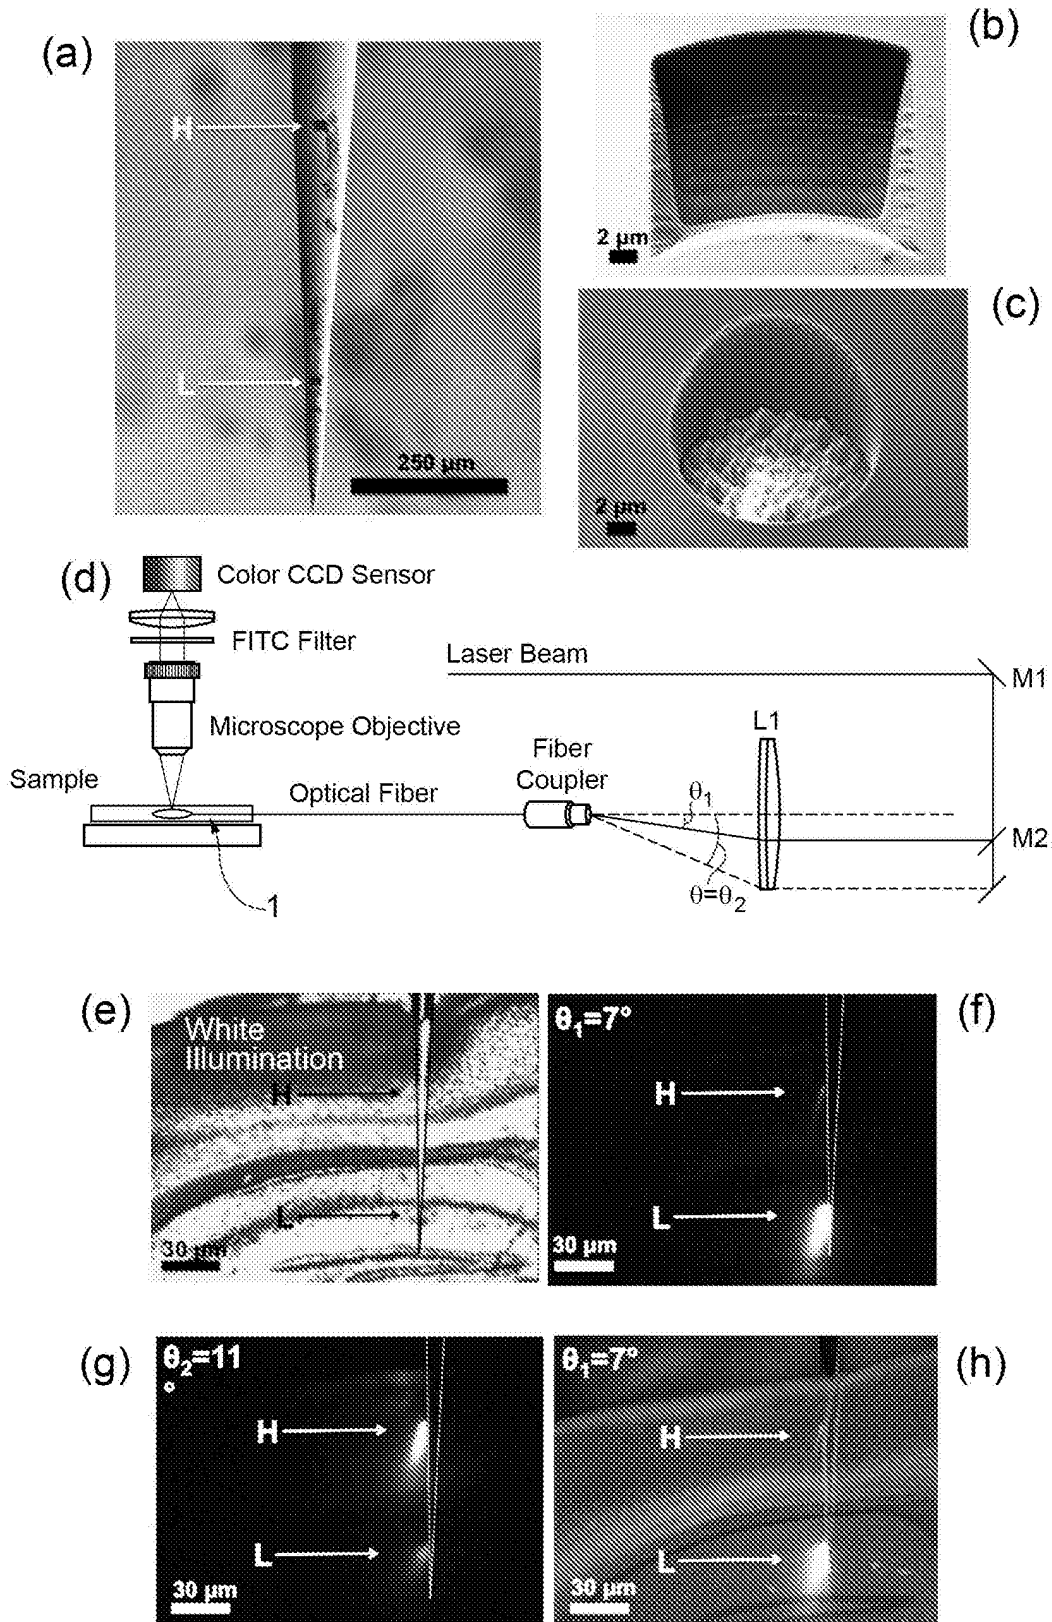 (a)
H
L
250 µm
(b)
2 µm
(c)
2 µm
(d)
Color CCD Sensor
FITC Filter
Microscope Objective
Sample
Optical Fiber
1
Laser Beam
Fiber
Coupler
L1
M1
M2
θ1
θ=θ2
(e)
White
Illumination
H
L
30 µm
(f)
θ1=7°
H
L
30 µm
(g)
θ2=11
°
H
L
30 µm
(h)
θ1=7°
H
L
30 µm